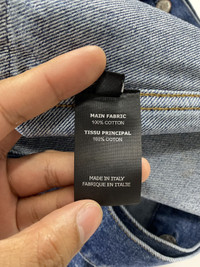 MAIN FABRIC
100% COTTON
TISSU PRINCIPAL
100% COTON
MADE IN ITALY
FABRIQUE EN ITALIE